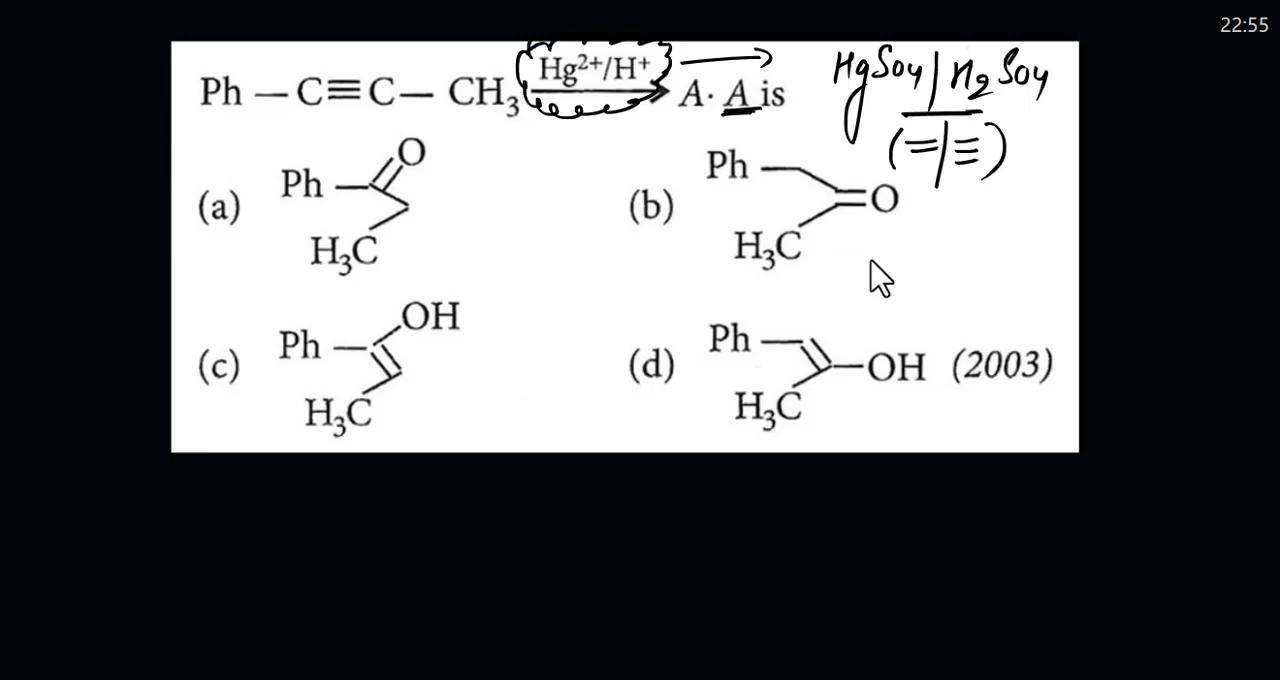 22:55
Ph — C≡C— CH₃ Hg²⁺/H⁺ A. A is HgSO4 | H2SO4
(=/≡)
(a) Ph O H₃C (b) Ph =O H₃C
(c) Ph OH H₃C (d) Ph —OH H₃C (2003)